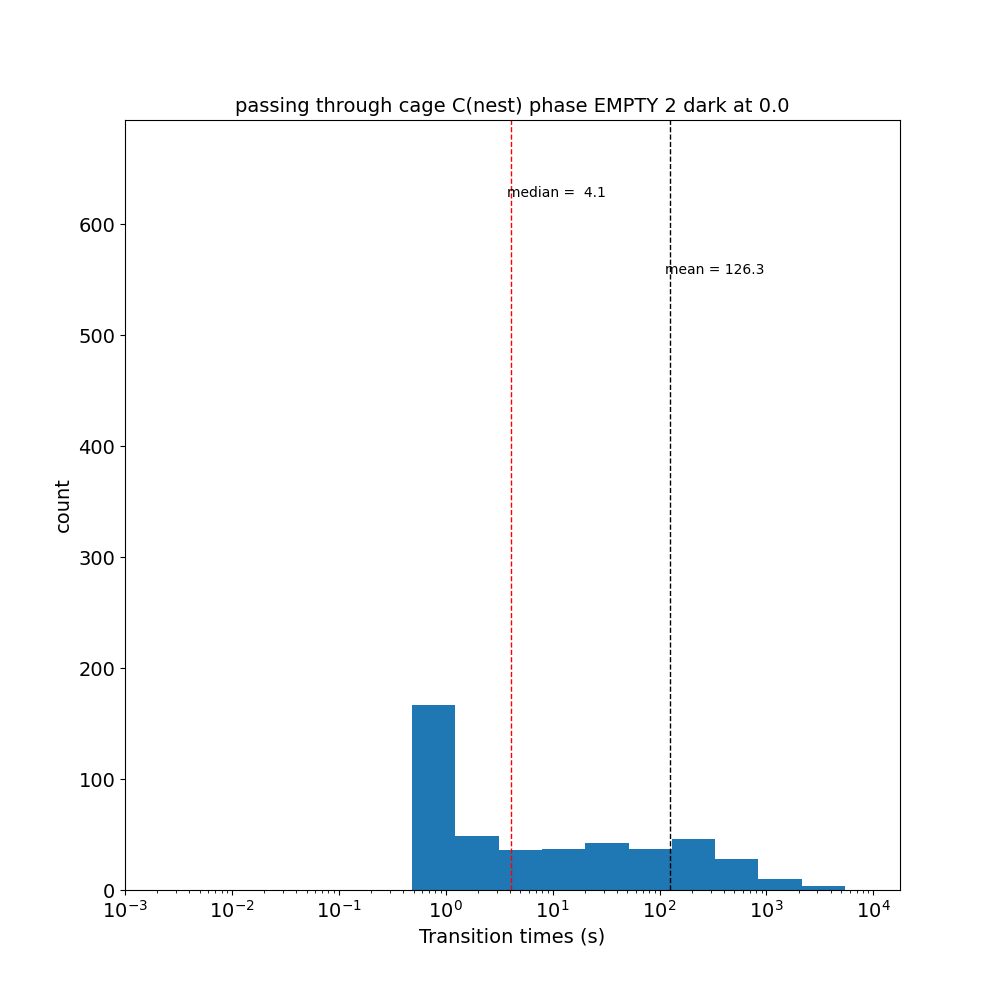 passing through cage C(nest) phase EMPTY 2 dark at 0.0
median =  4.1
mean = 126.3
600
500
400
300
200
100
0
count
10⁻³ 10⁻² 10⁻¹ 10⁰ 10¹ 10² 10³ 10⁴
Transition times (s)